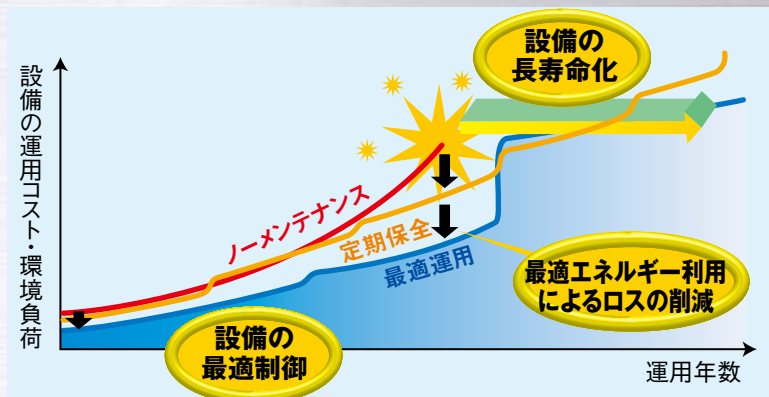 設備の
長寿命化
設備の運用コスト・環境負荷
ノーメンテナンス
定期保全
最適運用
最適エネルギー利用
によるロスの削減
設備の
最適制御
運用年数